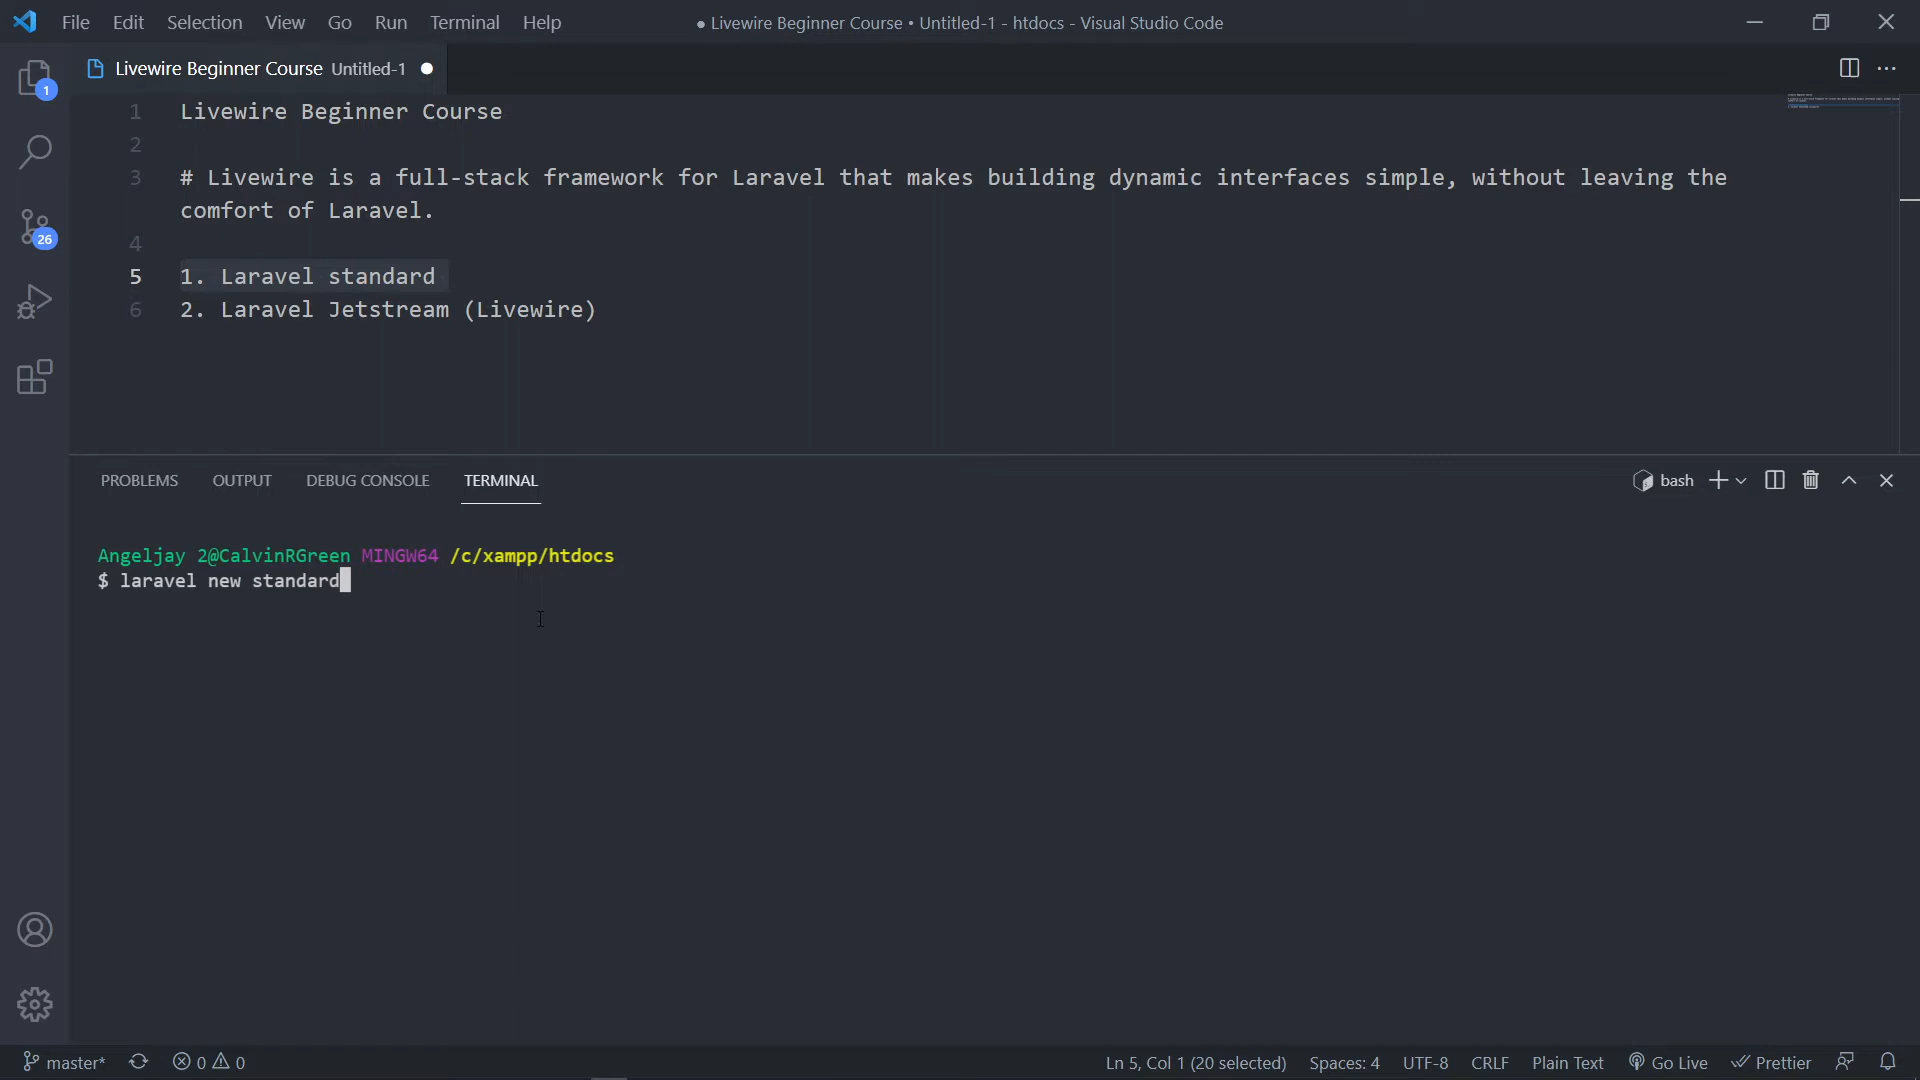 File Edit Selection View Go Run Terminal Help
● Livewire Beginner Course • Untitled-1 - htdocs - Visual Studio Code
Livewire Beginner Course Untitled-1
1
1 Livewire Beginner Course
2
3 # Livewire is a full-stack framework for Laravel that makes building dynamic interfaces simple, without leaving the
comfort of Laravel.
4
5 1. Laravel standard
6 2. Laravel Jetstream (Livewire)
26
PROBLEMS OUTPUT DEBUG CONSOLE TERMINAL
bash
Angeljay 2@CalvinRGreen MINGW64 /c/xampp/htdocs
$ laravel new standard
master* 0 0
Ln 5, Col 1 (20 selected) Spaces: 4 UTF-8 CRLF Plain Text Go Live Prettier